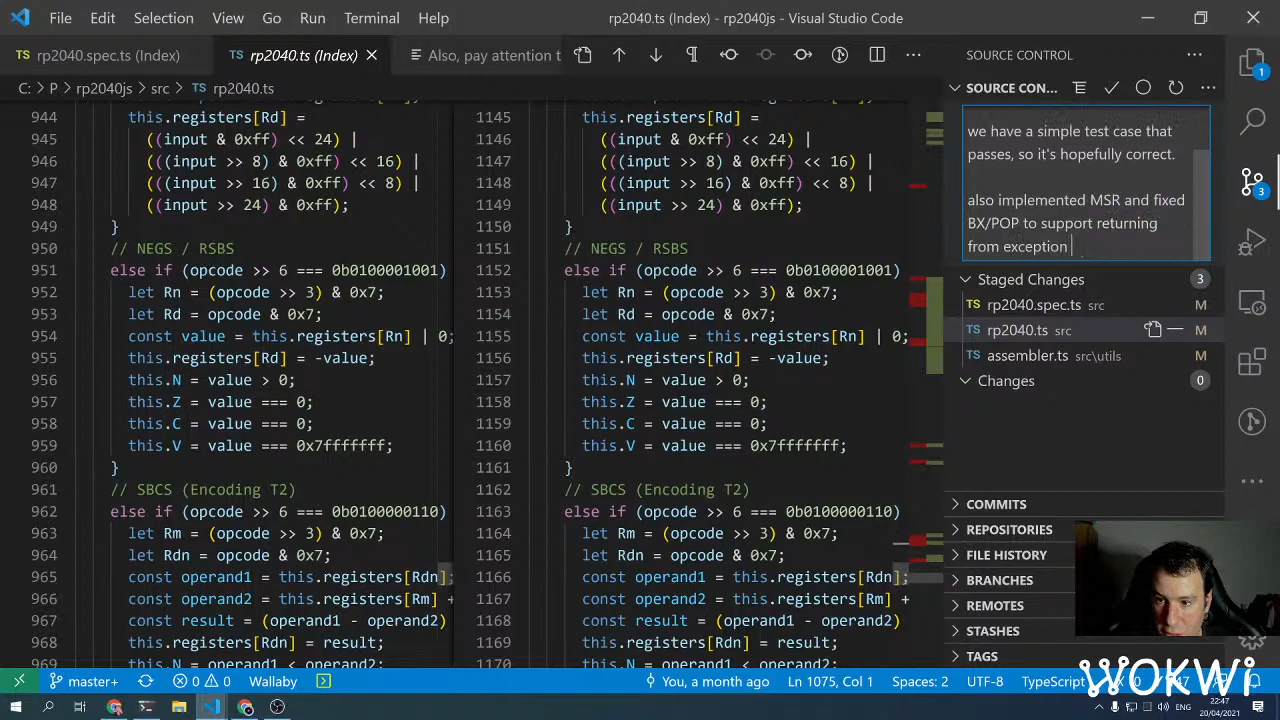 File Edit Selection View Go Run Terminal Help
rp2040.ts (Index) - rp2040js - Visual Studio Code
TS rp2040.spec.ts (Index)
TS rp2040.ts (Index)
Also, pay attention t
SOURCE CONTROL
C: > P > rp2040js > src > TS rp2040.ts
SOURCE CON...
944 this.registers[Rd] =
945 ((input & 0xff) << 24) |
946 (((input >> 8) & 0xff) << 16) |
947 (((input >> 16) & 0xff) << 8) |
948 ((input >> 24) & 0xff);
949 }
950 // NEGS / RSBS
951 else if (opcode >> 6 === 0b0100001001)
952 let Rn = (opcode >> 3) & 0x7;
953 let Rd = opcode & 0x7;
954 const value = this.registers[Rn] | 0;
955 this.registers[Rd] = -value;
956 this.N = value > 0;
957 this.Z = value === 0;
958 this.C = value === 0;
959 this.V = value === 0x7fffffff;
960 }
961 // SBCS (Encoding T2)
962 else if (opcode >> 6 === 0b0100000110)
963 let Rm = (opcode >> 3) & 0x7;
964 let Rdn = opcode & 0x7;
965 const operand1 = this.registers[Rdn];
966 const operand2 = this.registers[Rm] +
967 const result = (operand1 - operand2)
968 this.registers[Rdn] = result;
969 this.N = operand1 < operand2;
1145 this.registers[Rd] =
1146 ((input & 0xff) << 24) |
1147 (((input >> 8) & 0xff) << 16) |
1148 (((input >> 16) & 0xff) << 8) |
1149 ((input >> 24) & 0xff);
1150 }
1151 // NEGS / RSBS
1152 else if (opcode >> 6 === 0b0100001001)
1153 let Rn = (opcode >> 3) & 0x7;
1154 let Rd = opcode & 0x7;
1155 const value = this.registers[Rn] | 0;
1156 this.registers[Rd] = -value;
1157 this.N = value > 0;
1158 this.Z = value === 0;
1159 this.C = value === 0;
1160 this.V = value === 0x7fffffff;
1161 }
1162 // SBCS (Encoding T2)
1163 else if (opcode >> 6 === 0b0100000110)
1164 let Rm = (opcode >> 3) & 0x7;
1165 let Rdn = opcode & 0x7;
1166 const operand1 = this.registers[Rdn];
1167 const operand2 = this.registers[Rm] +
1168 const result = (operand1 - operand2)
1169 this.registers[Rdn] = result;
1170 this.N = operand1 < operand2;
we have a simple test case that
passes, so it's hopefully correct.
also implemented MSR and fixed
BX/POP to support returning
from exception
Staged Changes 3
TS rp2040.spec.ts src M
TS rp2040.ts src M
TS assembler.ts src\utils M
Changes 0
COMMITS
REPOSITORIES
FILE HISTORY
BRANCHES
REMOTES
STASHES
TAGS
1
3
master+ 0 0 Wallaby
You, a month ago Ln 1075, Col 1 Spaces: 2 UTF-8 TypeScript
WOKWi
ENG
22:47
20/04/2021